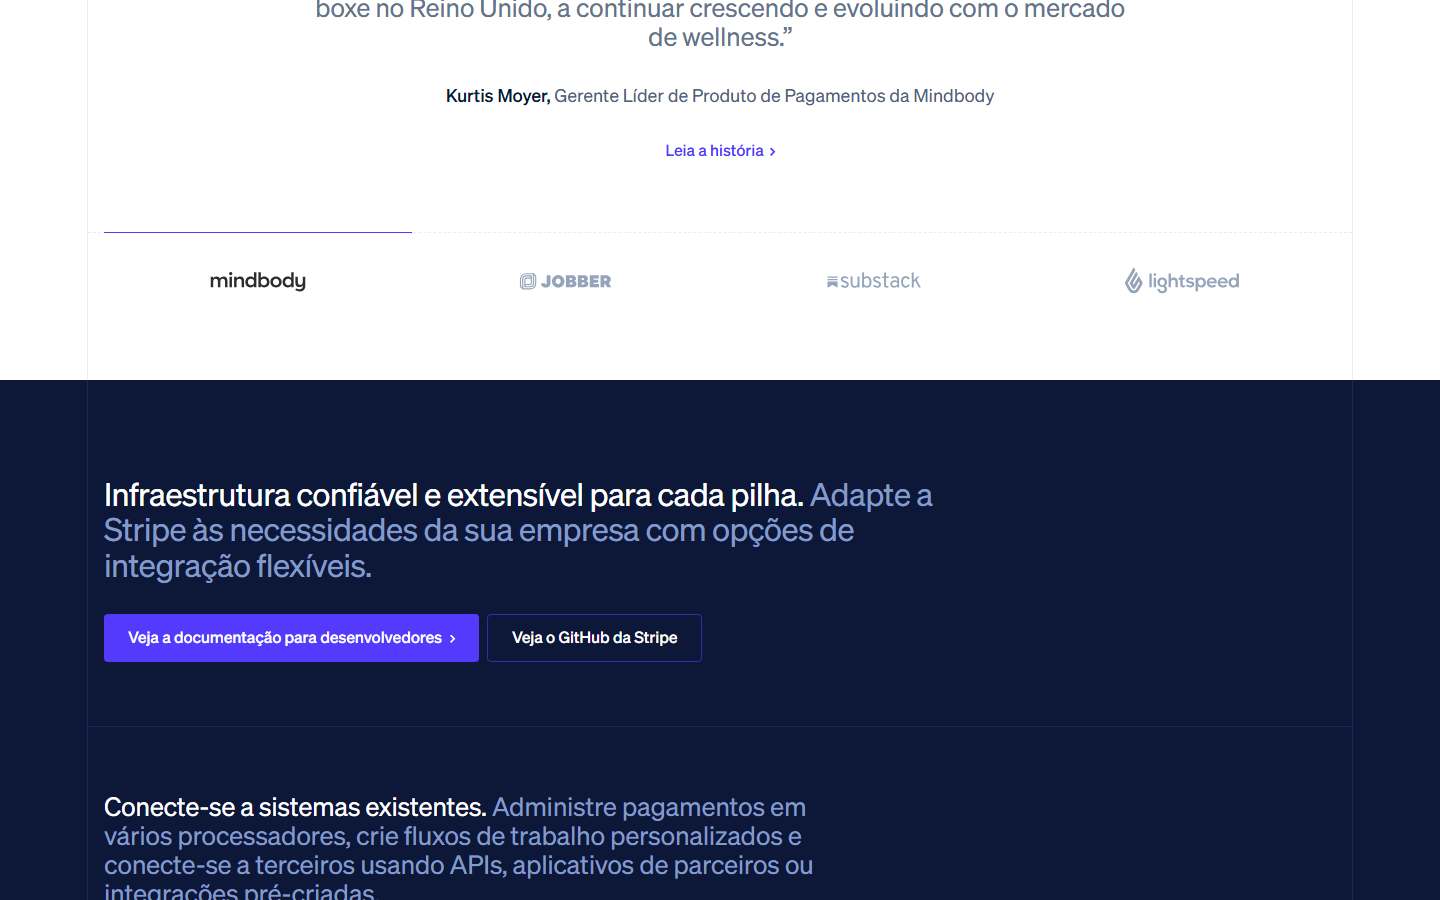 boxe no Reino Unido, a continuar crescendo e evoluindo com o mercado
de wellness.”
Kurtis Moyer, Gerente Líder de Produto de Pagamentos da Mindbody
Leia a história
mindbody
JOBBER
substack
lightspeed
Infraestrutura confiável e extensível para cada pilha. Adapte a
Stripe às necessidades da sua empresa com opções de
integração flexíveis.
Veja a documentação para desenvolvedores
Veja o GitHub da Stripe
Conecte-se a sistemas existentes. Administre pagamentos em
vários processadores, crie fluxos de trabalho personalizados e
conecte-se a terceiros usando APIs, aplicativos de parceiros ou
integrações pré-criadas